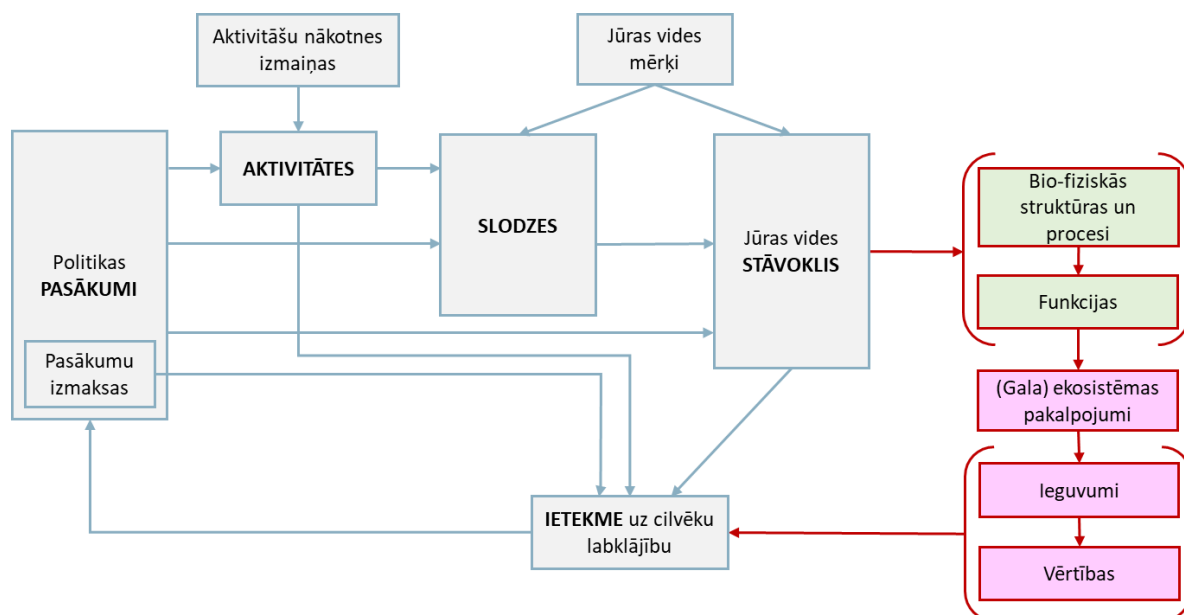 Aktivitāšu nākotnes
izmaiņas
Jūras vides
mērķi
AKTIVITĀTES
SLODZES
Jūras vides
STĀVOKLIS
Politikas
PASĀKUMI
Pasākumu
izmaksas
IETEKME uz cilvēku
labklājību
Bio-fiziskās
struktūras un
procesi
Funkcijas
(Gala) ekosistēmas
pakalpojumi
Ieguvumi
Vērtības